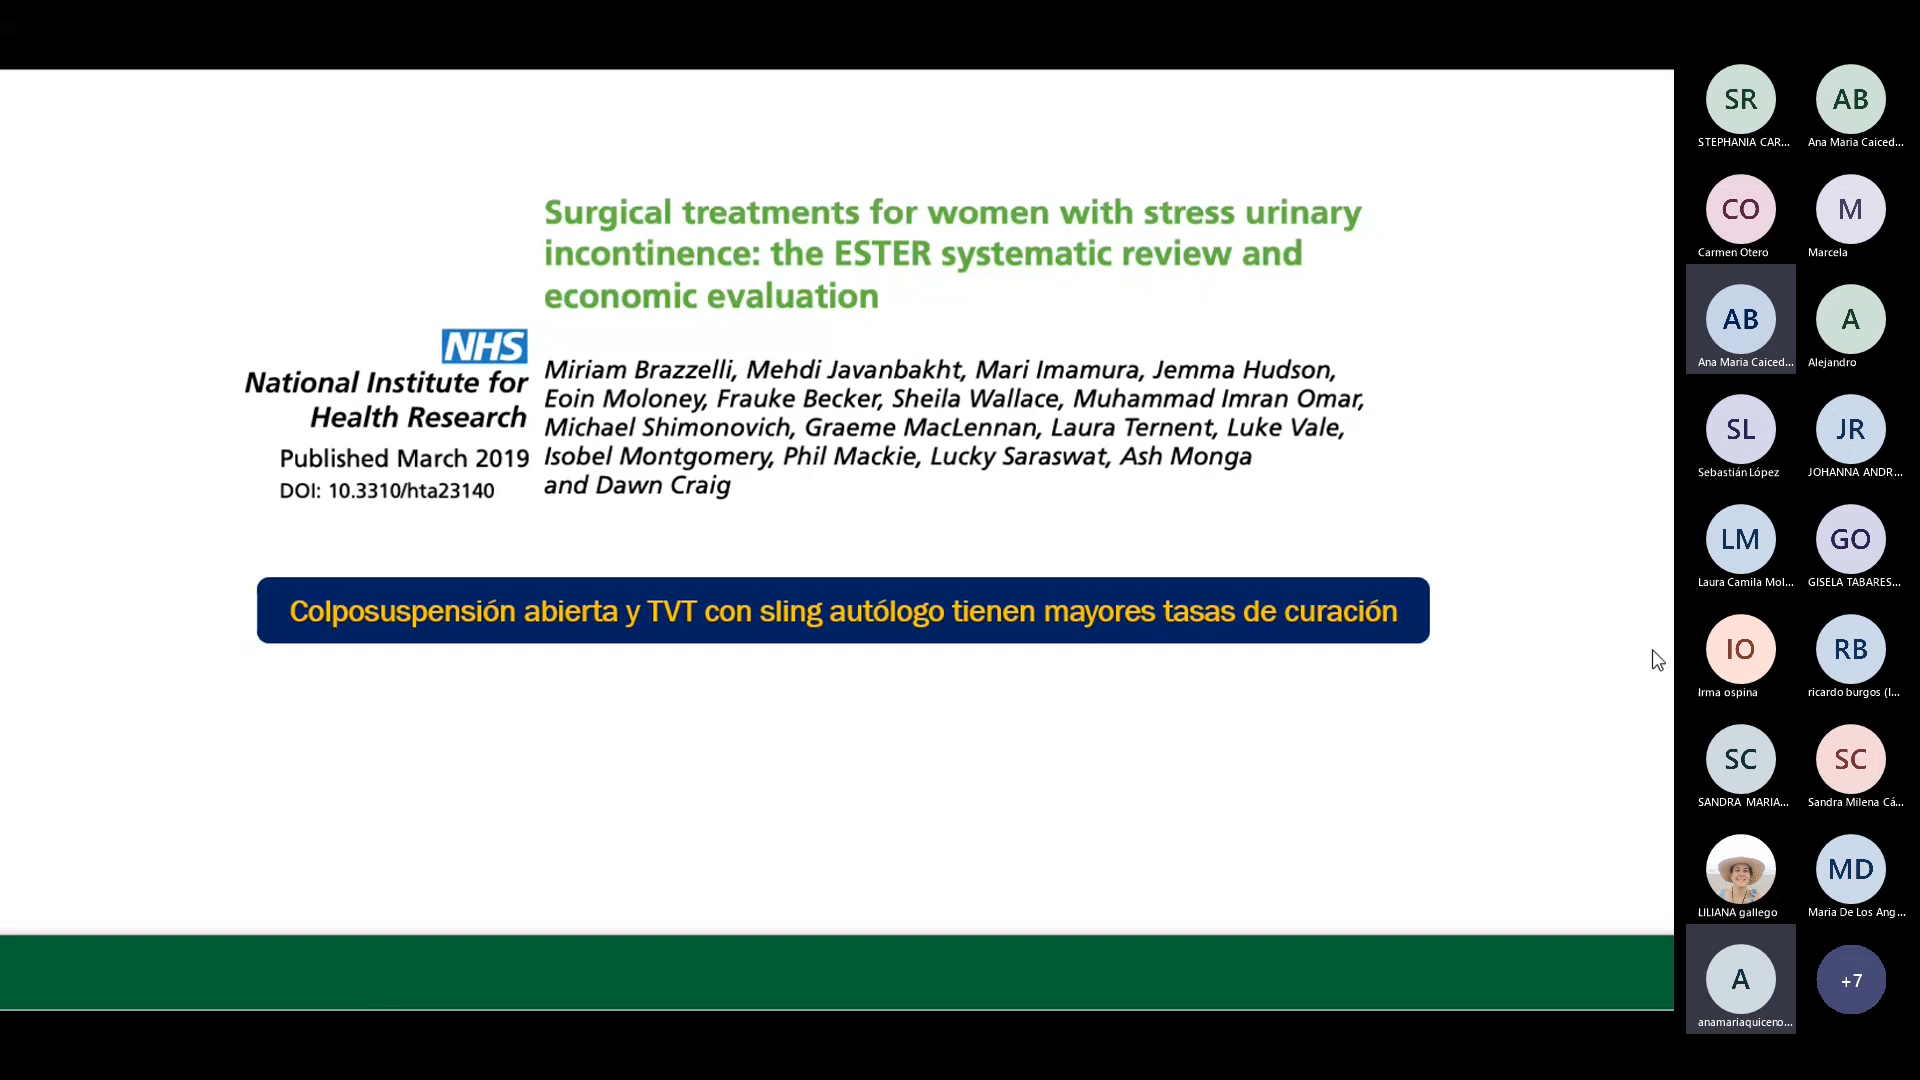 Surgical treatments for women with stress urinary
incontinence: the ESTER systematic review and
economic evaluation
NHS
National Institute for
Health Research
Published March 2019
DOI: 10.3310/hta23140
Miriam Brazzelli, Mehdi Javanbakht, Mari Imamura, Jemma Hudson,
Eoin Moloney, Frauke Becker, Sheila Wallace, Muhammad Imran Omar,
Michael Shimonovich, Graeme MacLennan, Laura Ternent, Luke Vale,
Isobel Montgomery, Phil Mackie, Lucky Saraswat, Ash Monga
and Dawn Craig
Colposuspensión abierta y TVT con sling autólogo tienen mayores tasas de curación
SR
STEPHANIA CAR...
AB
Ana Maria Caiced...
CO
Carmen Otero
M
Marcela
AB
Ana Maria Caiced...
A
Alejandro
SL
Sebastián López
JR
JOHANNA ANDR...
LM
Laura Camila Mol...
GO
GISELA TABARES...
IO
Irma ospina
RB
ricardo burgos (I...
SC
SANDRA MARIA...
SC
Sandra Milena Cá...
LILIANA gallego
MD
Maria De Los Ang...
A
anamariaquiceno...
+7